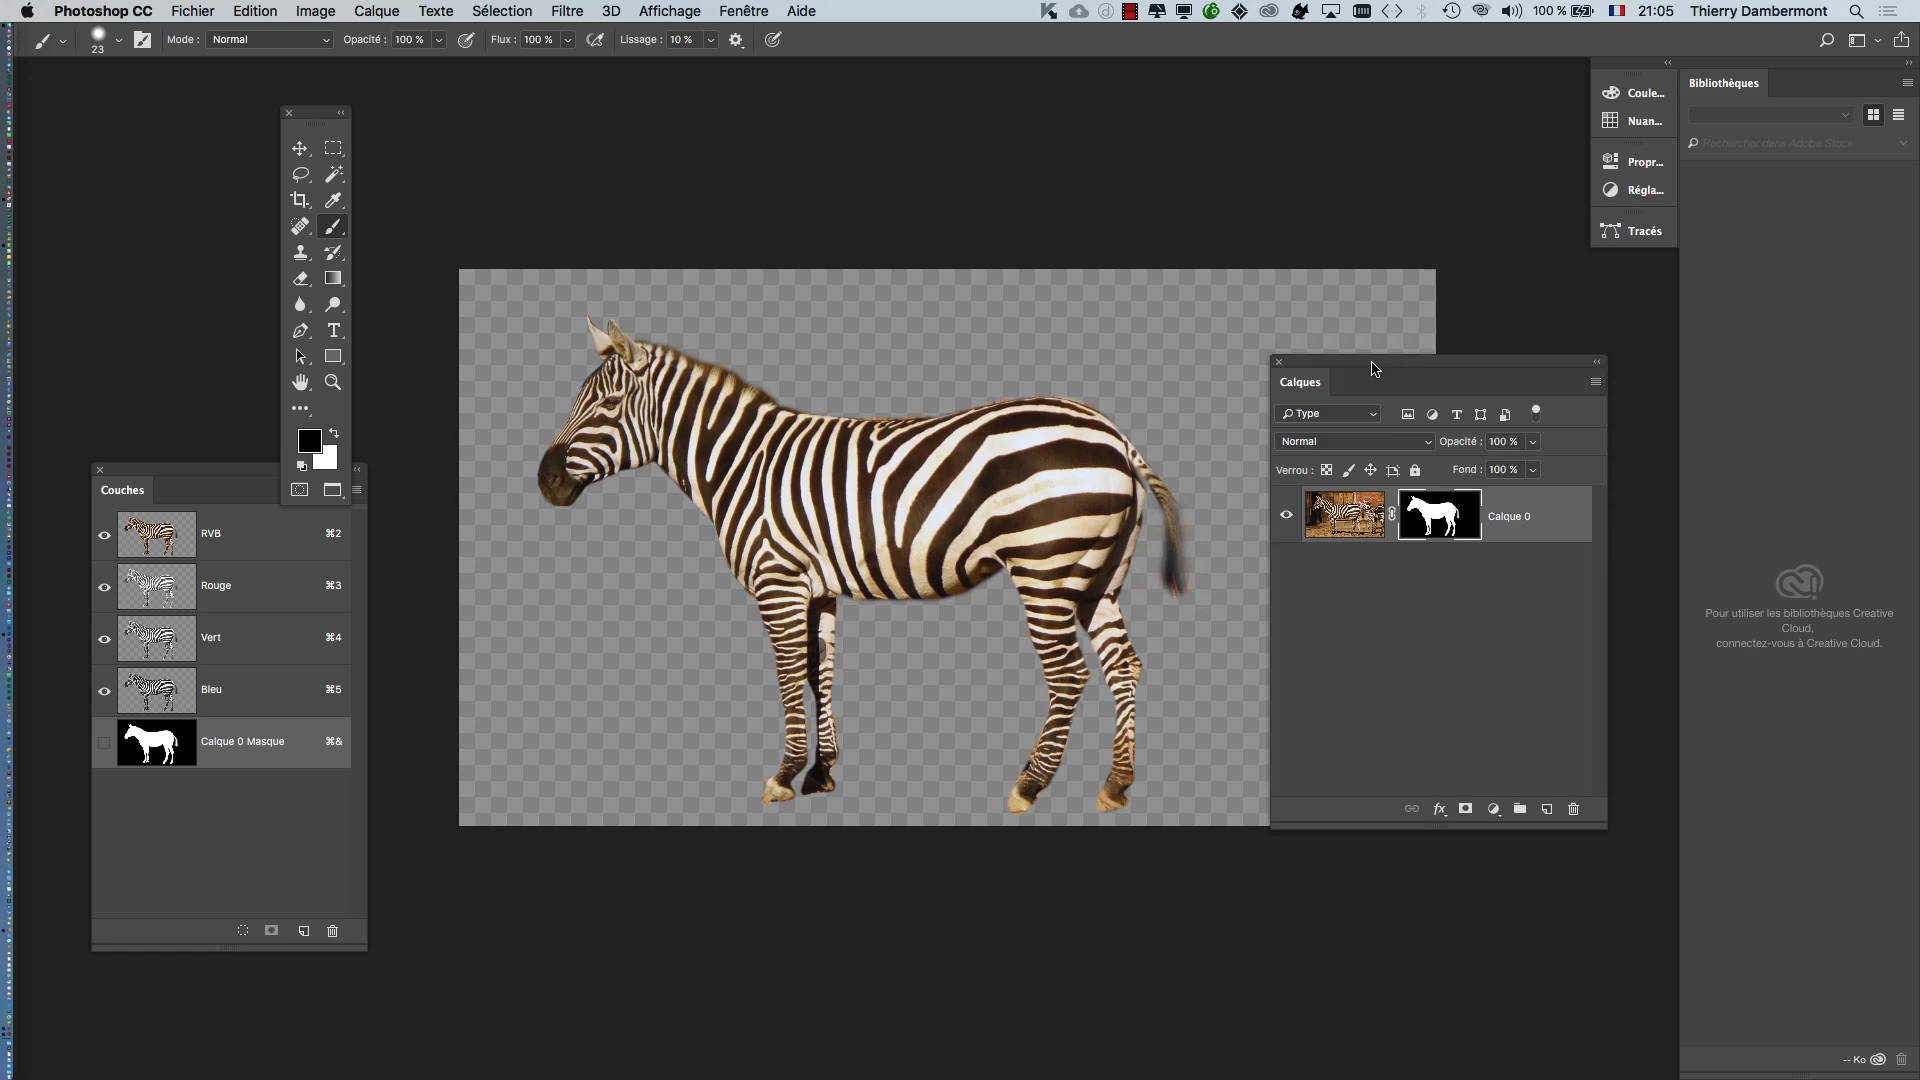 Photoshop CC Fichier Edition Image Calque Texte Sélection Filtre 3D Affichage Fenêtre Aide 100 % 21:05 Thierry Dambermont
23 Mode : Normal Opacité : 100 % Flux : 100 % Lissage : 10 %
Bibliothèques
Coule...
Nuan...
Rechercher dans Adobe Stock
Propr...
Régla...
Tracés
Calques
Type
Normal Opacité : 100 %
Verrou : Fond : 100 %
Calque 0
Couches
RVB ⌘2
Rouge ⌘3
Vert ⌘4
Bleu ⌘5
Calque 0 Masque ⌘&
fx
Pour utiliser les bibliothèques Creative
Cloud,
connectez-vous à Creative Cloud.
-- Ko